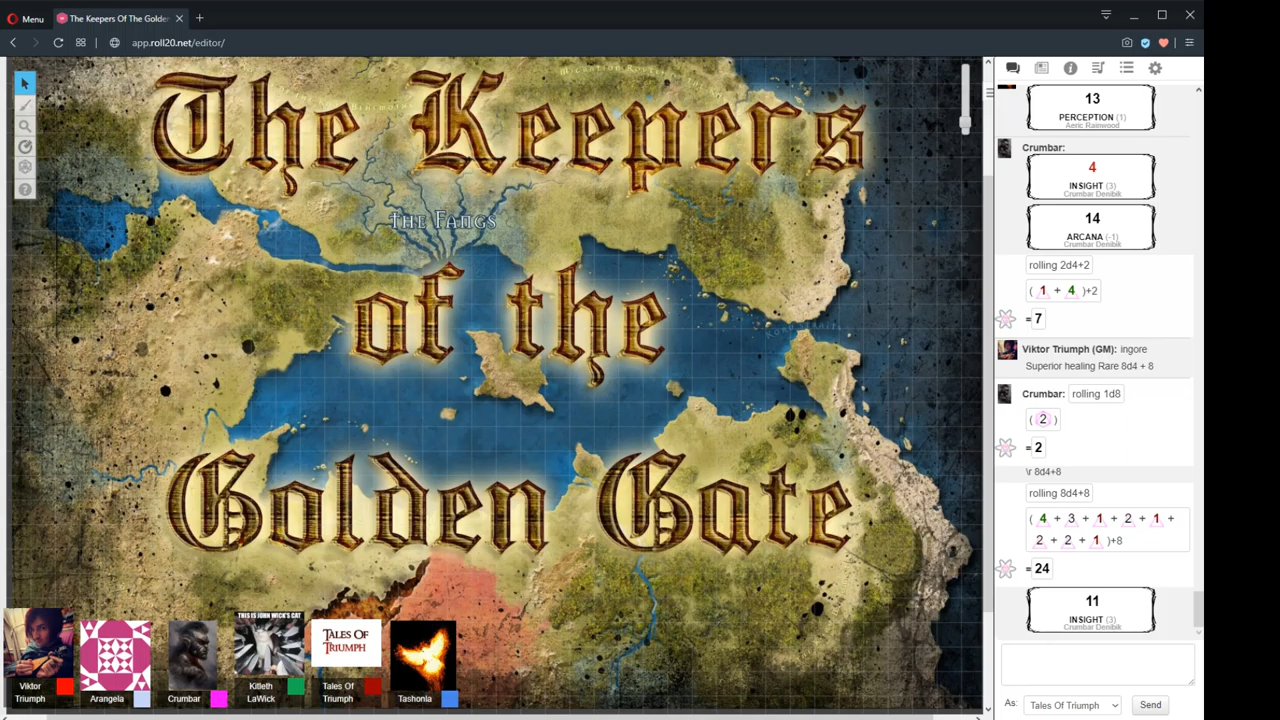 Menu
The Keepers Of The Golden
app.roll20.net/editor/
The Keepers
The Fangs
of the
Golden Gate
THIS IS JOHN WICK'S CAT
TALES OF
TRIUMPH
Viktor
Triumph
Arangela
Crumbar
Kitleth
LaWick
Tales Of
Triumph
Tashonla
13
PERCEPTION (1)
Aeric Rainwood
Crumbar:
4
INSIGHT (3)
Crumbar Denibik
14
ARCANA (-1)
Crumbar Denibik
rolling 2d4+2
( 1 + 4 )+2
= 7
Viktor Triumph (GM): ingore
Superior healing Rare 8d4 + 8
Crumbar: rolling 1d8
( 2 )
= 2
\r 8d4+8
rolling 8d4+8
( 4 + 3 + 1 + 2 + 1 +
2 + 2 + 1 )+8
= 24
11
INSIGHT (3)
Crumbar Denibik
As: Tales Of Triumph
Send